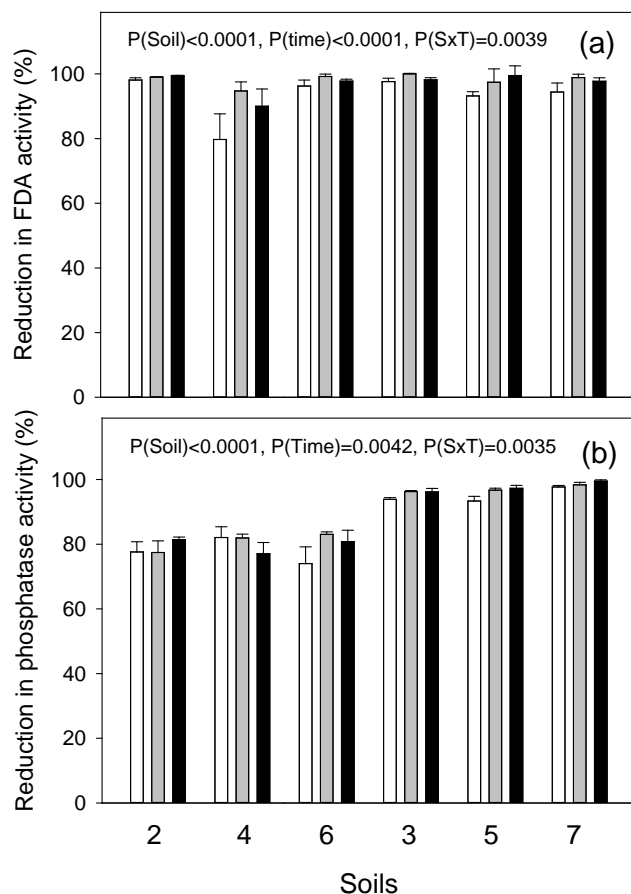 P(Soil)<0.0001, P(time)<0.0001, P(SxT)=0.0039
(a)
Reduction in FDA activity (%)
100
80
60
40
20
0
P(Soil)<0.0001, P(Time)=0.0042, P(SxT)=0.0035
(b)
Reduction in phosphatase activity (%)
100
80
60
40
20
0
2 4 6 3 5 7
Soils